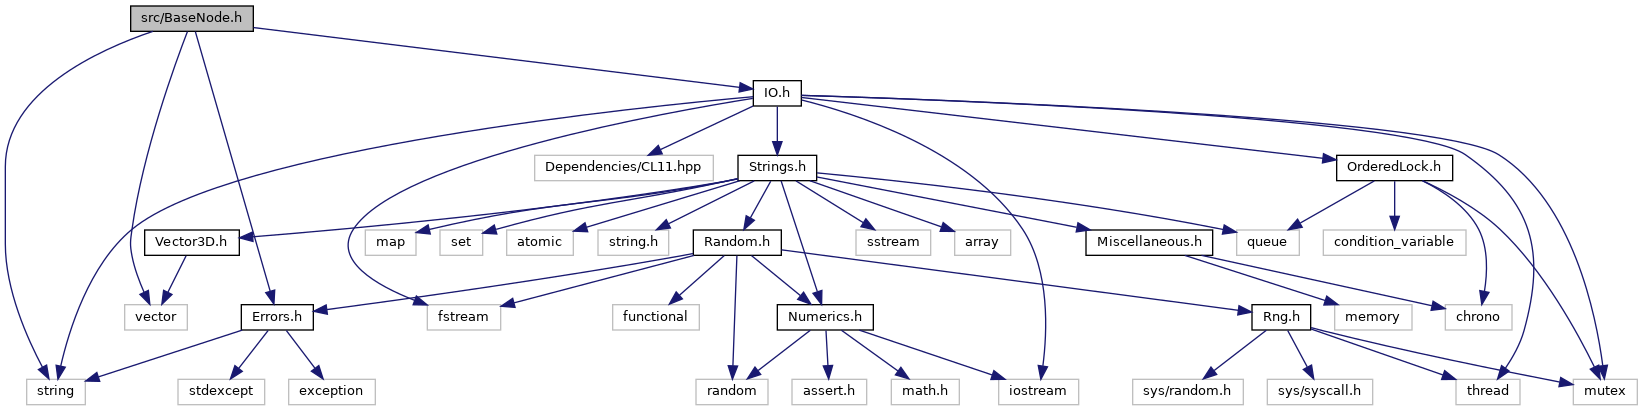 src/BaseNode.h
IO.h
Dependencies/CL11.hpp
Strings.h
OrderedLock.h
Vector3D.h
map
set
atomic
string.h
Random.h
sstream
array
Miscellaneous.h
queue
condition_variable
vector
Errors.h
fstream
functional
Numerics.h
Rng.h
memory
chrono
string
stdexcept
exception
random
assert.h
math.h
iostream
sys/random.h
sys/syscall.h
thread
mutex